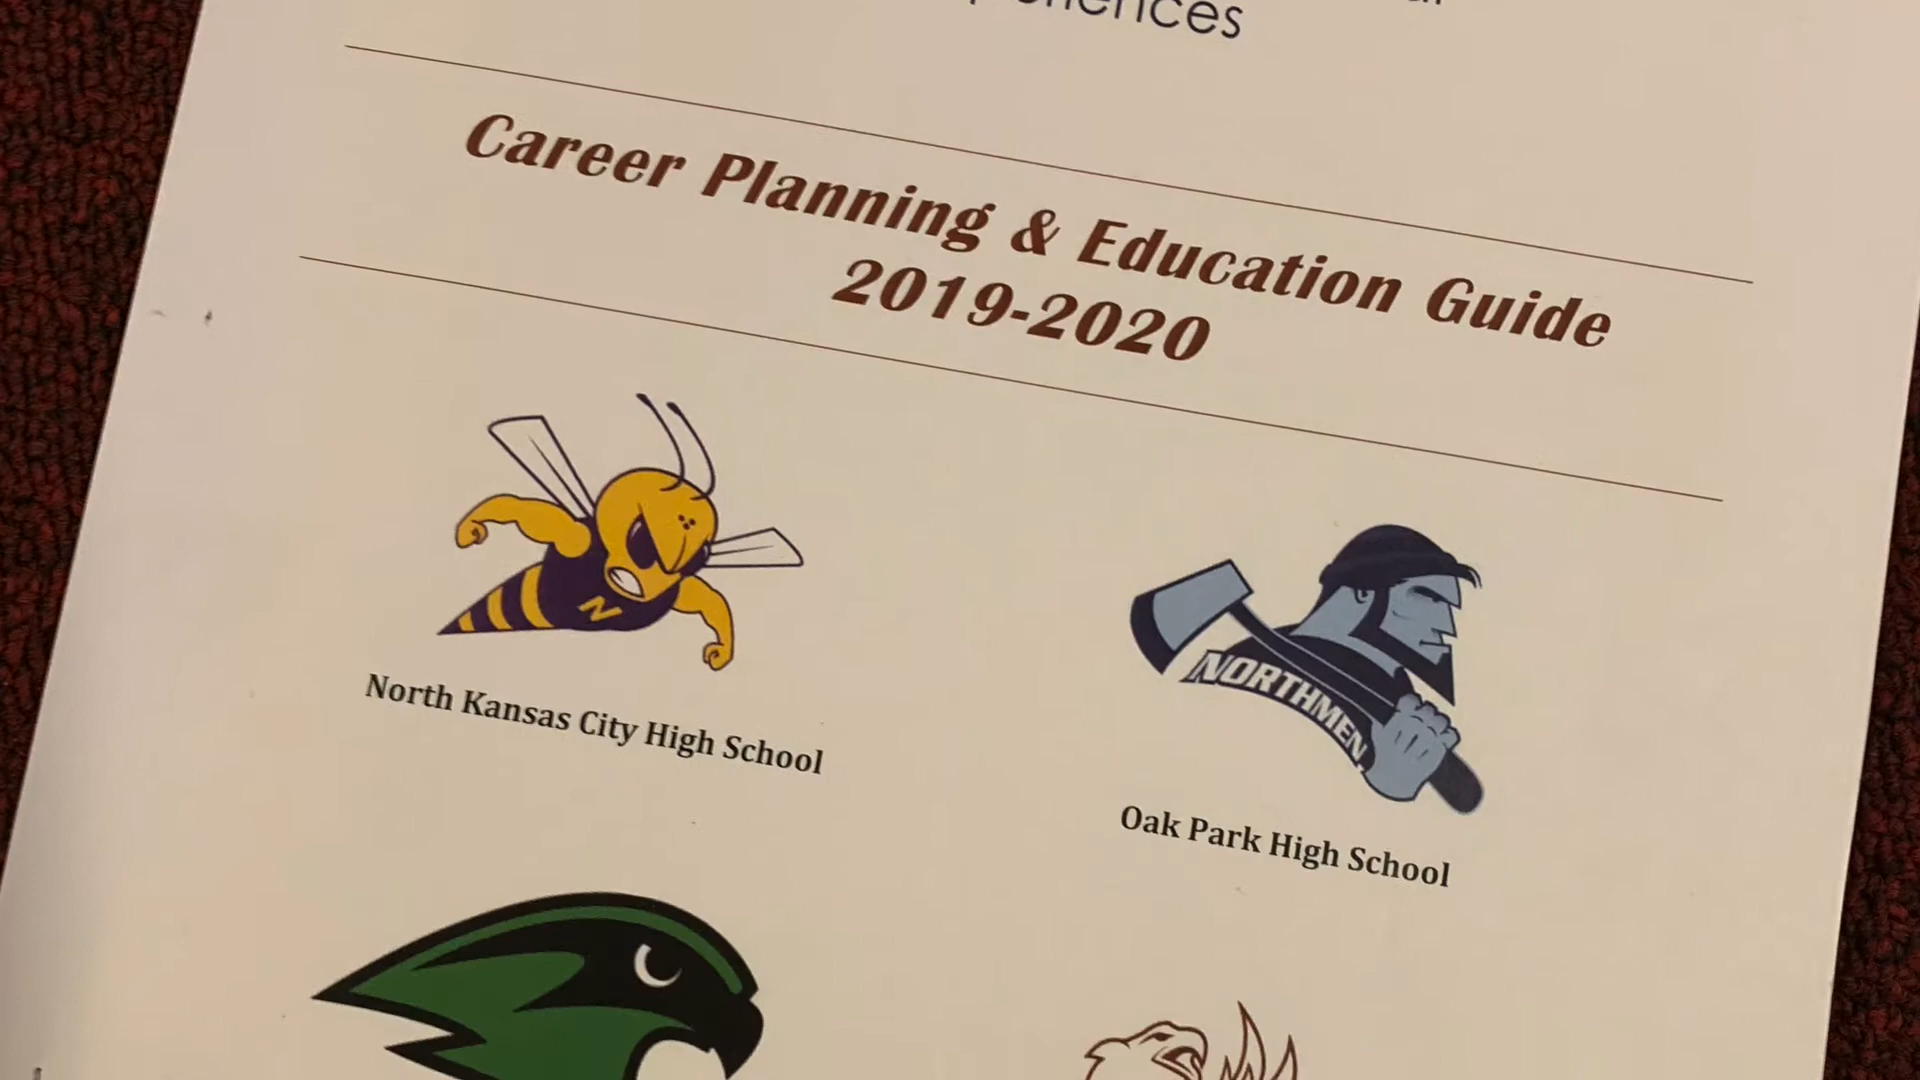 Career Planning & Education Guide
2019-2020
N
NORTHMEN
North Kansas City High School
Oak Park High School